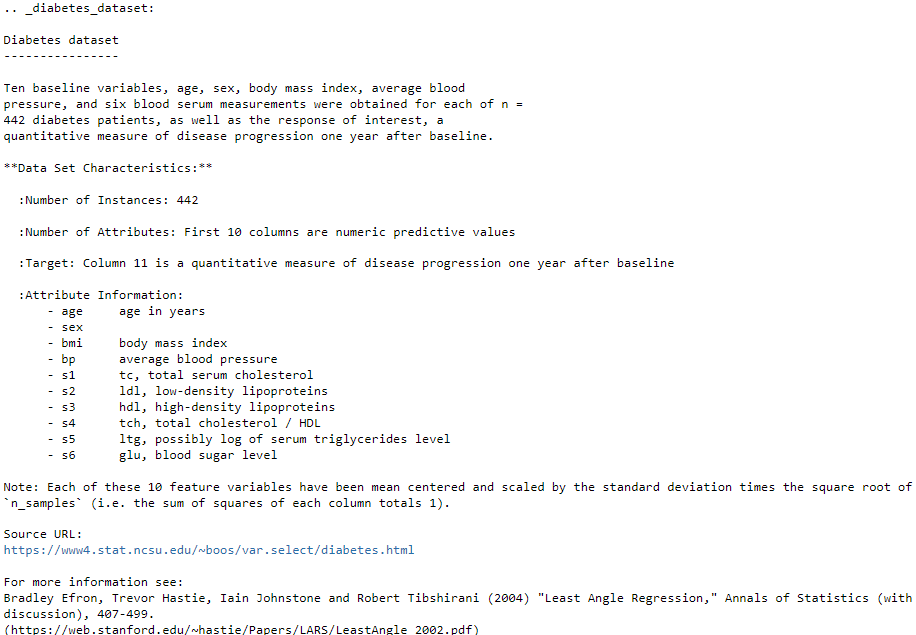 .. _diabetes_dataset:

Diabetes dataset
----------------

Ten baseline variables, age, sex, body mass index, average blood
pressure, and six blood serum measurements were obtained for each of n =
442 diabetes patients, as well as the response of interest, a
quantitative measure of disease progression one year after baseline.

**Data Set Characteristics:**

  :Number of Instances: 442

  :Number of Attributes: First 10 columns are numeric predictive values

  :Target: Column 11 is a quantitative measure of disease progression one year after baseline

  :Attribute Information:
      - age     age in years
      - sex
      - bmi     body mass index
      - bp      average blood pressure
      - s1      tc, total serum cholesterol
      - s2      ldl, low-density lipoproteins
      - s3      hdl, high-density lipoproteins
      - s4      tch, total cholesterol / HDL
      - s5      ltg, possibly log of serum triglycerides level
      - s6      glu, blood sugar level

Note: Each of these 10 feature variables have been mean centered and scaled by the standard deviation times the square root of
`n_samples` (i.e. the sum of squares of each column totals 1).

Source URL:
https://www4.stat.ncsu.edu/~boos/var.select/diabetes.html

For more information see:
Bradley Efron, Trevor Hastie, Iain Johnstone and Robert Tibshirani (2004) "Least Angle Regression," Annals of Statistics (with
discussion), 407-499.
(https://web.stanford.edu/~hastie/Papers/LARS/LeastAngle_2002.pdf)